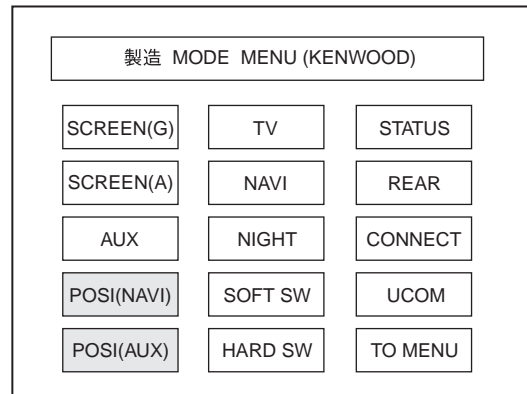 製造 MODE MENU (KENWOOD)
SCREEN(G) TV STATUS
SCREEN(A) NAVI REAR
AUX NIGHT CONNECT
POSI(NAVI) SOFT SW UCOM
POSI(AUX) HARD SW TO MENU